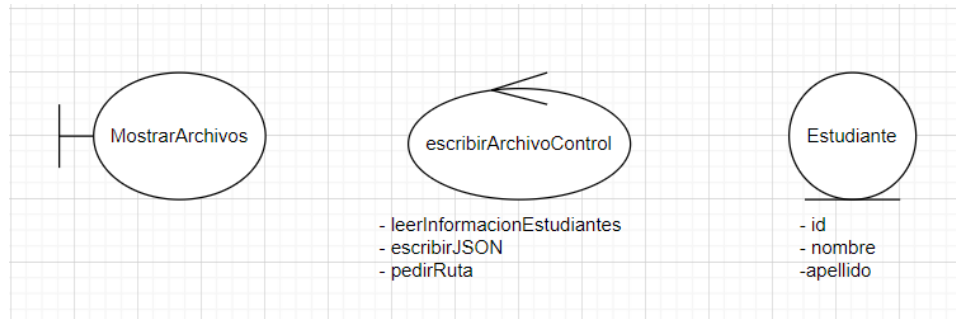 MostrarArchivos
escribirArchivoControl
- leerInformacionEstudiantes
- escribirJSON
- pedirRuta
Estudiante
- id
- nombre
-apellido